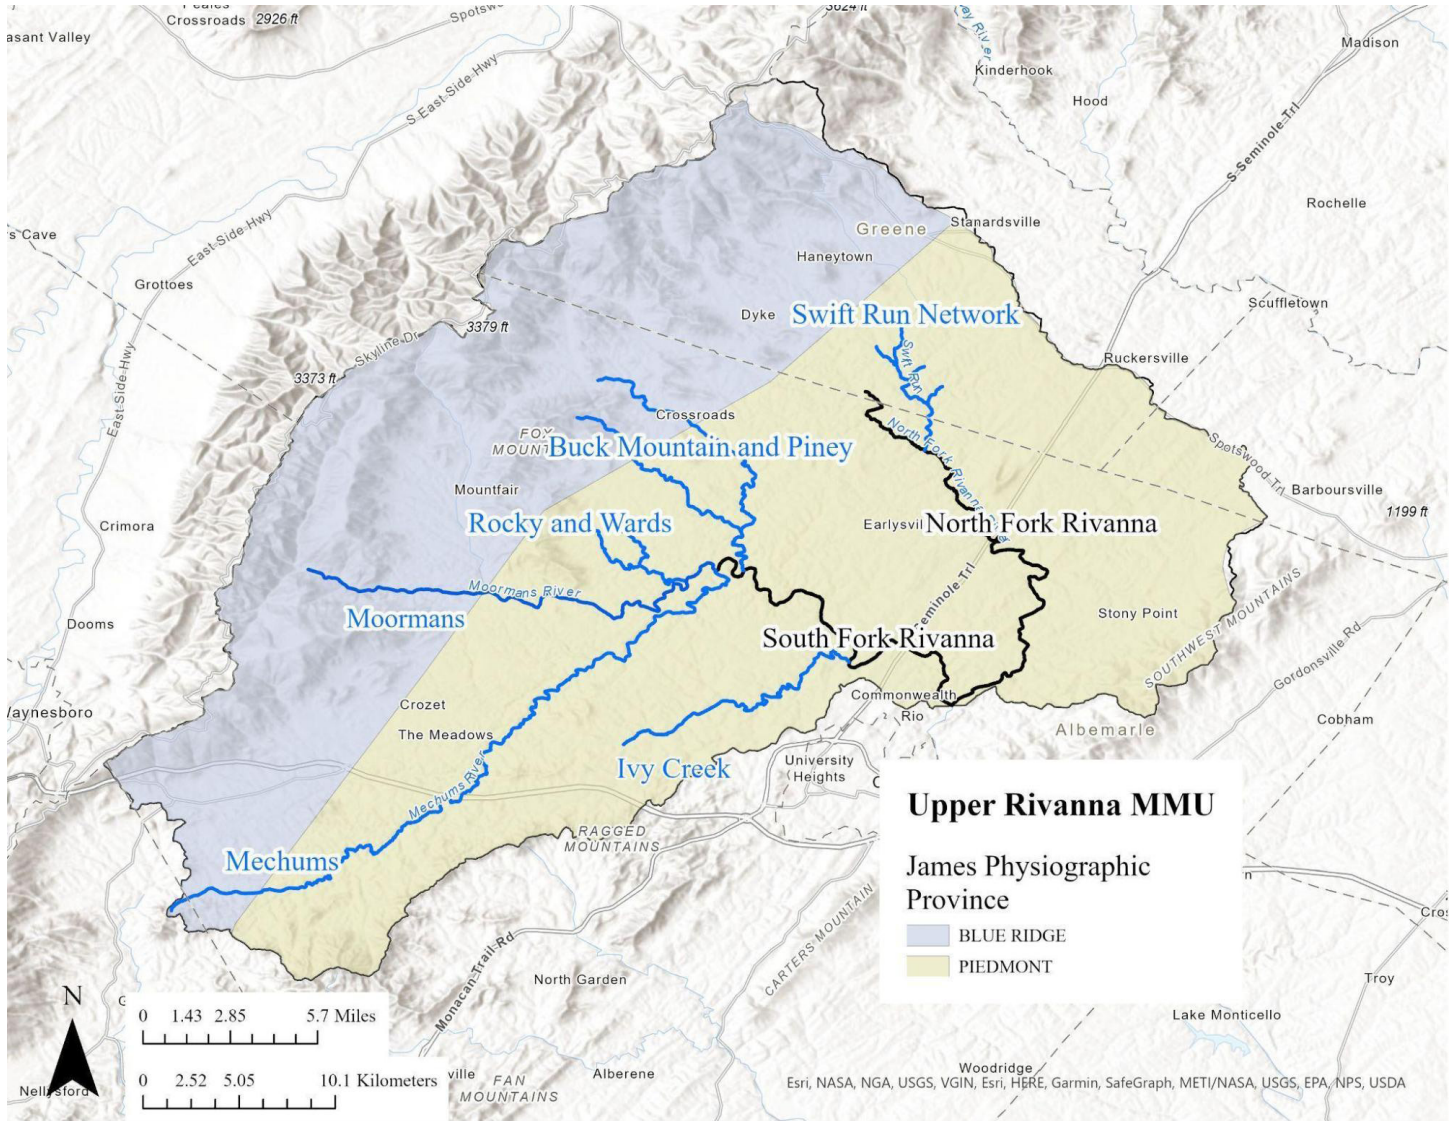 Crossroads 2926 ft
Spotsw
3624 ft
asant Valley
Madison
Kinderhook
Hood
S East-Side Hwy
S Seminole Trl
Rochelle
s Cave
East-Side Hwy
Greene
Stanardsville
Haneytown
Grottoes
Scuffletown
Dyke
Swift Run Network
3379 ft
Skyline Dr
Swift Run
Ruckersville
3373 ft
East-Side Hwy
Crossroads
FOX
Buck Mountain and Piney
North Fork Rivanna
Spotswood Trl
Mountfair
Barboursville
1199 ft
Crimora
Rocky and Wards
Earlysvil
North Fork Rivanna
Moormans River
Moormans
Seminole Trl
Dooms
Stony Point
SOUTHWEST MOUNTAINS
South Fork Rivanna
Gordonsville Rd
Crozet
Commonwealth
Rio
Waynesboro
The Meadows
Cobham
Albemarle
Ivy Creek
University
Heights
Mechums River
Upper Rivanna MMU
RAGGED
MOUNTAINS
Mechums
James Physiographic
Province
BLUE RIDGE
PIEDMONT
CARTERS MOUNTAIN
Monacan Trail Rd
North Garden
Troy
N
0 1.43 2.85 5.7 Miles
Lake Monticello
0 2.52 5.05 10.1 Kilometers
ville
FAN
MOUNTAINS
Alberene
Woodridge
Esri, NASA, NGA, USGS, VGIN, Esri, HERE, Garmin, SafeGraph, METI/NASA, USGS, EPA, NPS, USDA